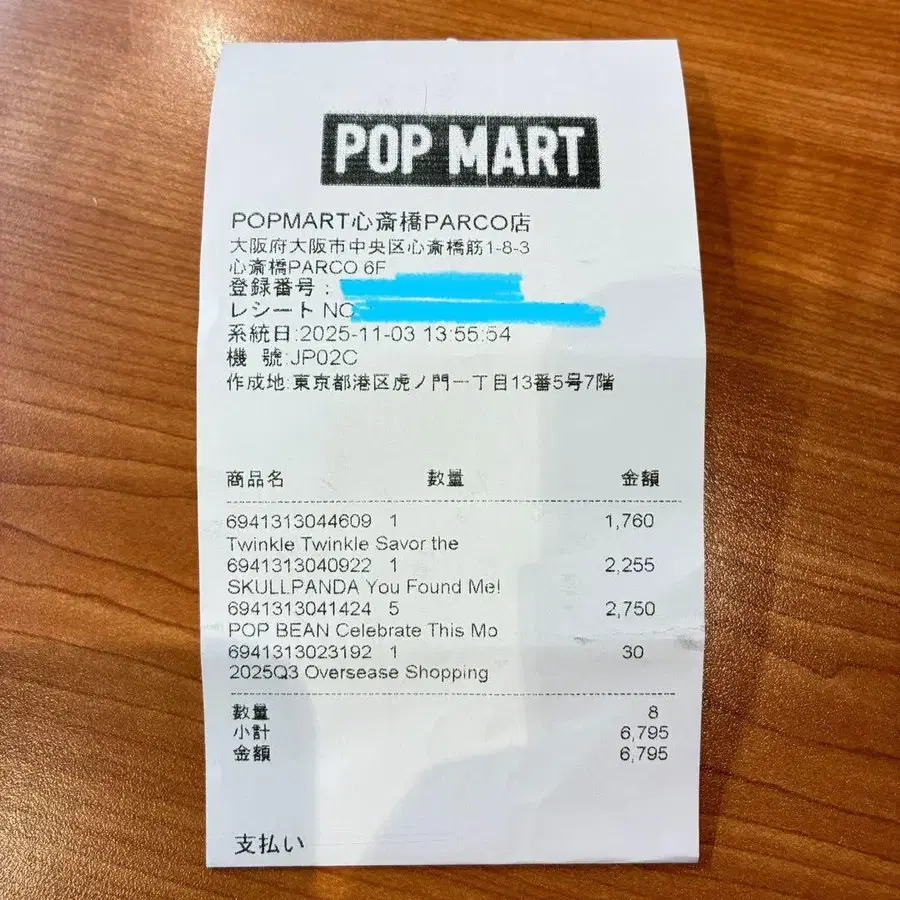 POP MART
POPMART心斎橋PARCO店
大阪府大阪市中央区心斎橋筋1-8-3
心斎橋PARCO 6F
登録番号:
レシートNO
系統日:2025-11-03 13:55:54
機 號:JP02C
作成地:東京都港区虎ノ門一丁目13番5号7階
商品名 数量 金額
6941313044609 1 1,760
Twinkle Twinkle Savor the
6941313040922 1 2,255
SKULLPANDA You Found Me!
6941313041424 5 2,750
POP BEAN Celebrate This Mo
6941313023192 1 30
2025Q3 Oversease Shopping
数量 8
小計 6,795
金額 6,795
支払い